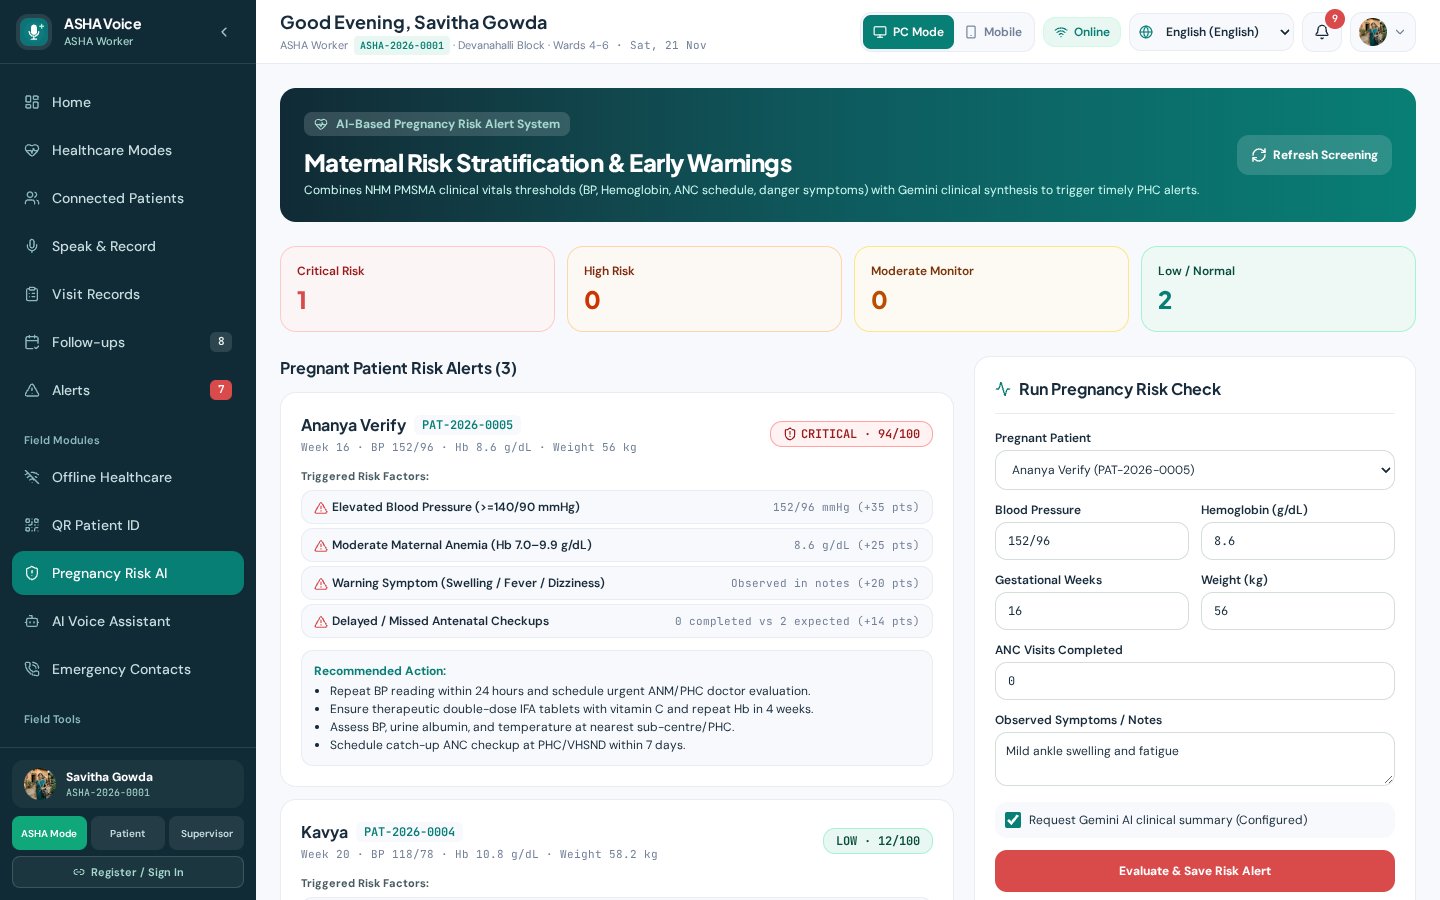 ASHA Voice
ASHA Worker
Home
Healthcare Modes
Connected Patients
Speak & Record
Visit Records
Follow-ups 8
Alerts 7
Field Modules
Offline Healthcare
QR Patient ID
Pregnancy Risk AI
AI Voice Assistant
Emergency Contacts
Field Tools
Savitha Gowda
ASHA-2026-0001
ASHA Mode Patient Supervisor
Register / Sign In
Good Evening, Savitha Gowda
ASHA Worker ASHA-2026-0001 · Devanahalli Block · Wards 4-6 · Sat, 21 Nov
PC Mode Mobile Online English (English) 9
AI-Based Pregnancy Risk Alert System
Maternal Risk Stratification & Early Warnings
Combines NHM PMSMA clinical vitals thresholds (BP, Hemoglobin, ANC schedule, danger symptoms) with Gemini clinical synthesis to trigger timely PHC alerts.
Refresh Screening
Critical Risk
1
High Risk
0
Moderate Monitor
0
Low / Normal
2
Pregnant Patient Risk Alerts (3)
Ananya Verify PAT-2026-0005
Week 16 · BP 152/96 · Hb 8.6 g/dL · Weight 56 kg
CRITICAL · 94/100
Triggered Risk Factors:
Elevated Blood Pressure (>=140/90 mmHg) 152/96 mmHg (+35 pts)
Moderate Maternal Anemia (Hb 7.0–9.9 g/dL) 8.6 g/dL (+25 pts)
Warning Symptom (Swelling / Fever / Dizziness) Observed in notes (+20 pts)
Delayed / Missed Antenatal Checkups 0 completed vs 2 expected (+14 pts)
Recommended Action:
• Repeat BP reading within 24 hours and schedule urgent ANM/PHC doctor evaluation.
• Ensure therapeutic double-dose IFA tablets with vitamin C and repeat Hb in 4 weeks.
• Assess BP, urine albumin, and temperature at nearest sub-centre/PHC.
• Schedule catch-up ANC checkup at PHC/VHSND within 7 days.
Kavya PAT-2026-0004
Week 20 · BP 118/78 · Hb 10.8 g/dL · Weight 58.2 kg
LOW · 12/100
Triggered Risk Factors:
Run Pregnancy Risk Check
Pregnant Patient
Ananya Verify (PAT-2026-0005)
Blood Pressure Hemoglobin (g/dL)
152/96 8.6
Gestational Weeks Weight (kg)
16 56
ANC Visits Completed
0
Observed Symptoms / Notes
Mild ankle swelling and fatigue
Request Gemini AI clinical summary (Configured)
Evaluate & Save Risk Alert